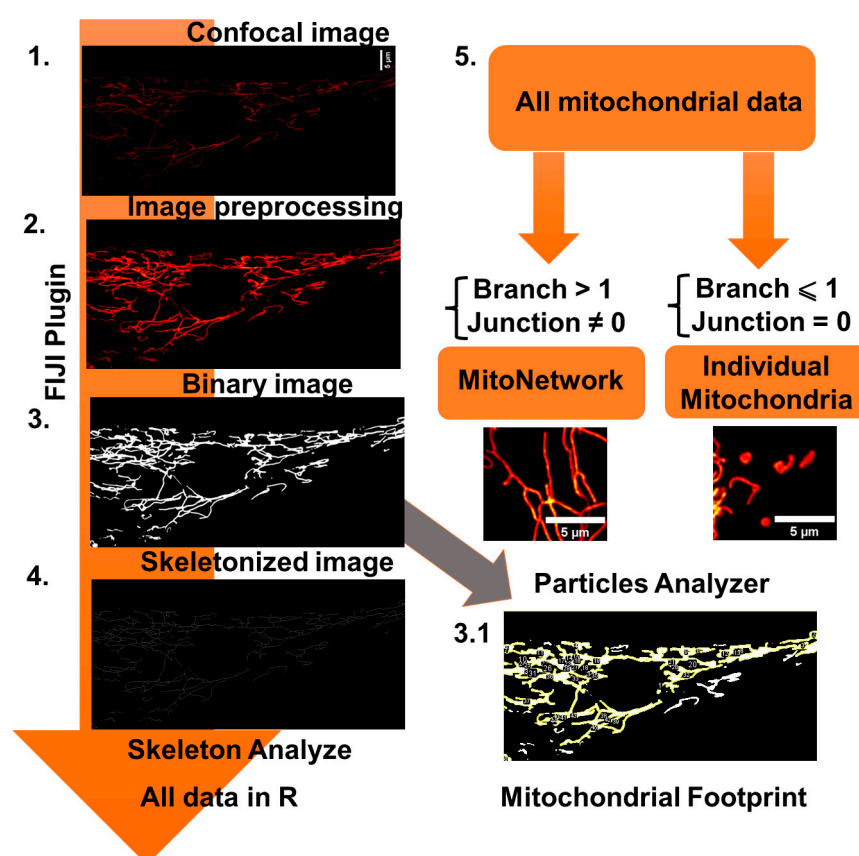 Confocal image
1.
5 µm
Image preprocessing
2.
FIJI Plugin
Binary image
3.
Skeletonized image
4.
Skeleton Analyze
All data in R
5.
All mitochondrial data
Branch > 1
Junction ≠ 0
MitoNetwork
5 µm
Branch ⩽ 1
Junction = 0
Individual
Mitochondria
5 µm
Particles Analyzer
3.1
Mitochondrial Footprint